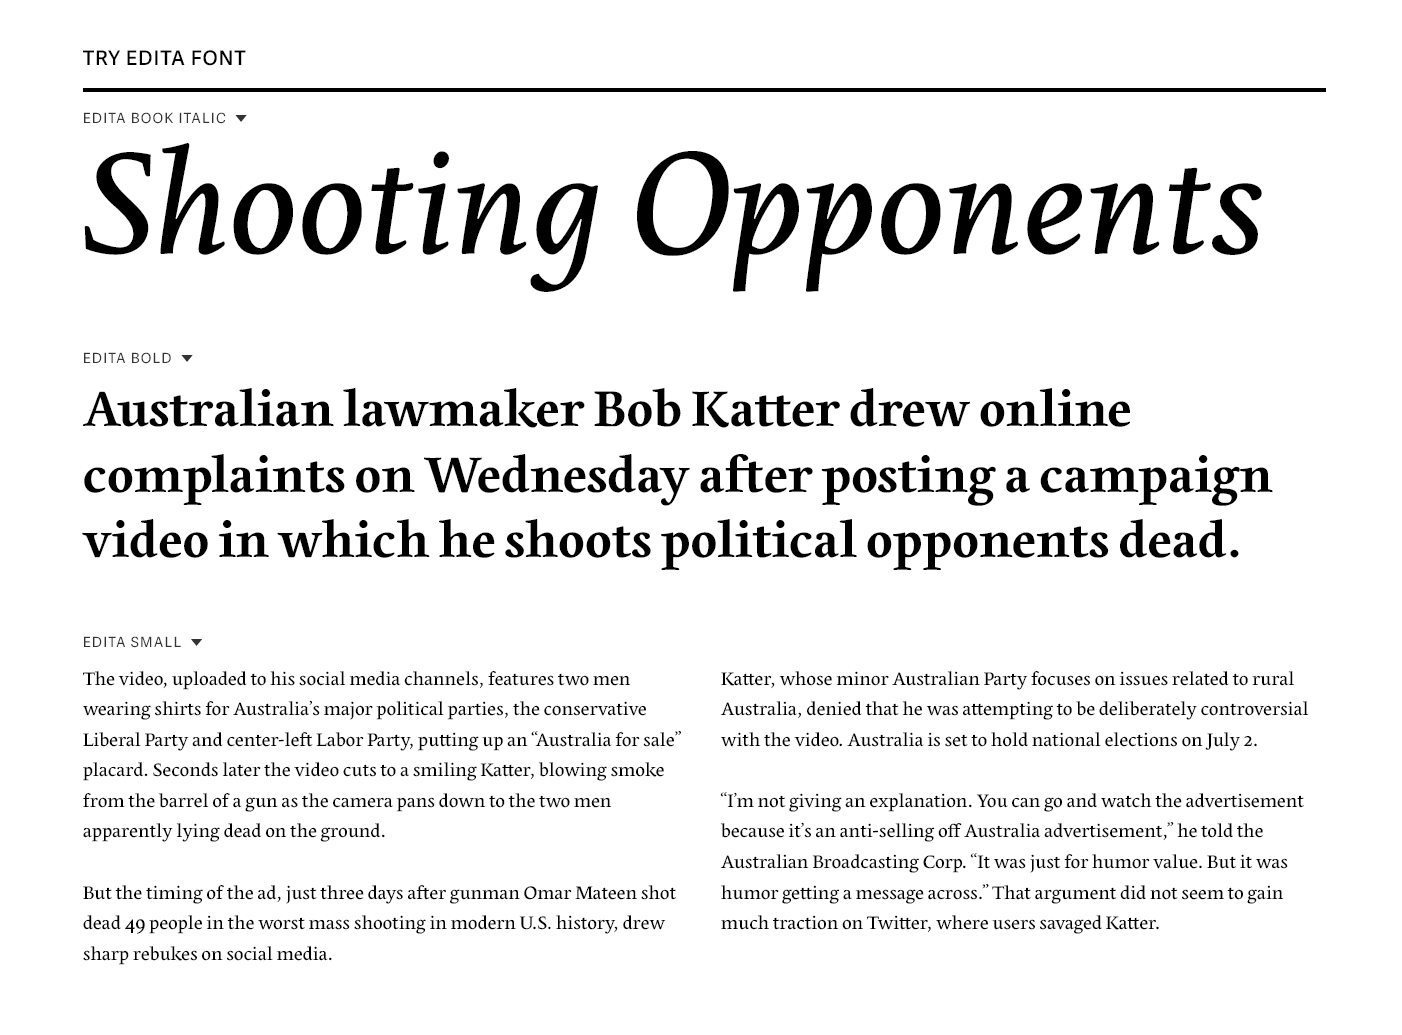 TRY EDITA FONT
EDITA BOOK ITALIC
Shooting Opponents
EDITA BOLD
Australian lawmaker Bob Katter drew online
complaints on Wednesday after posting a campaign
video in which he shoots political opponents dead.
EDITA SMALL
The video, uploaded to his social media channels, features two men
wearing shirts for Australia’s major political parties, the conservative
Liberal Party and center-left Labor Party, putting up an “Australia for sale”
placard. Seconds later the video cuts to a smiling Katter, blowing smoke
from the barrel of a gun as the camera pans down to the two men
apparently lying dead on the ground.
But the timing of the ad, just three days after gunman Omar Mateen shot
dead 49 people in the worst mass shooting in modern U.S. history, drew
sharp rebukes on social media.
Katter, whose minor Australian Party focuses on issues related to rural
Australia, denied that he was attempting to be deliberately controversial
with the video. Australia is set to hold national elections on July 2.
“I’m not giving an explanation. You can go and watch the advertisement
because it’s an anti-selling off Australia advertisement,” he told the
Australian Broadcasting Corp. “It was just for humor value. But it was
humor getting a message across.” That argument did not seem to gain
much traction on Twitter, where users savaged Katter.